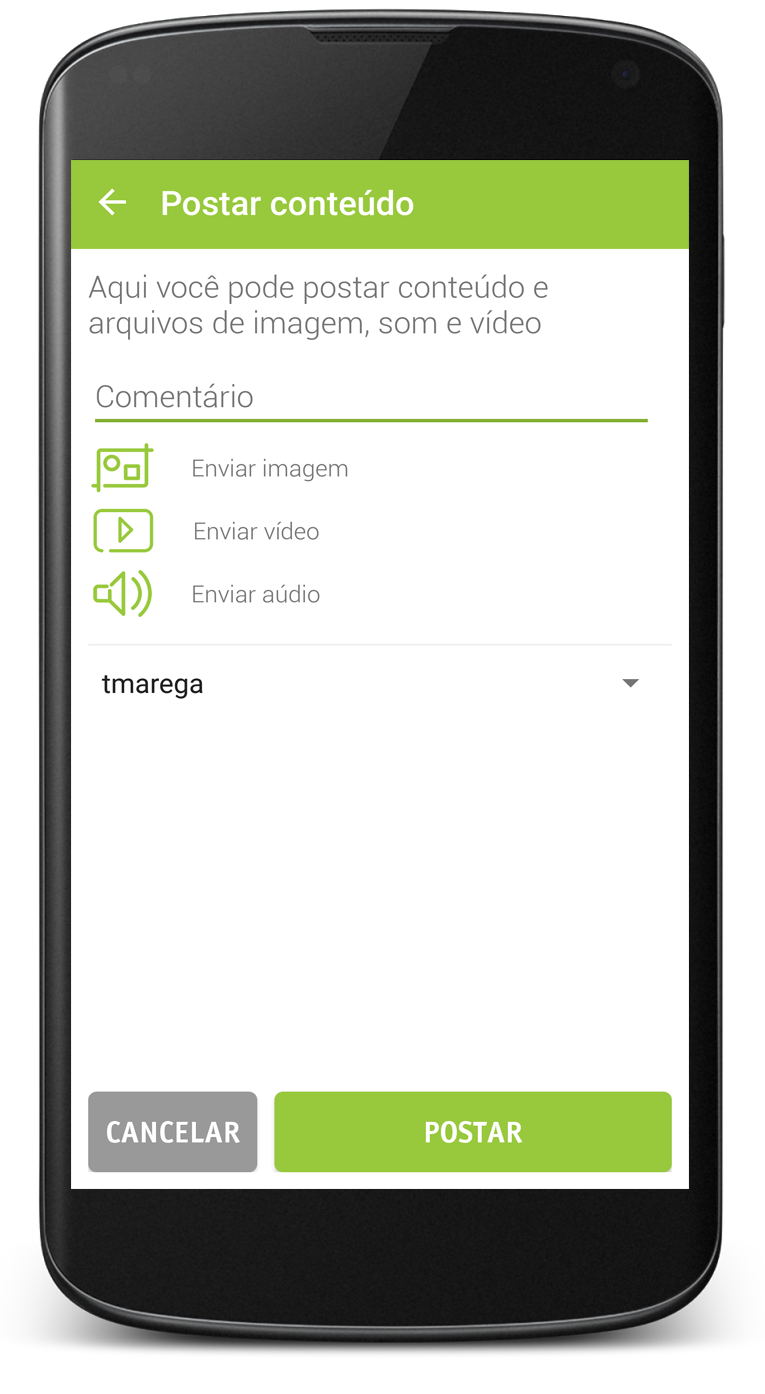 Postar conteúdo
Aqui você pode postar conteúdo e
arquivos de imagem, som e vídeo
Comentário
Enviar imagem
Enviar vídeo
Enviar aúdio
tmarega
CANCELAR
POSTAR